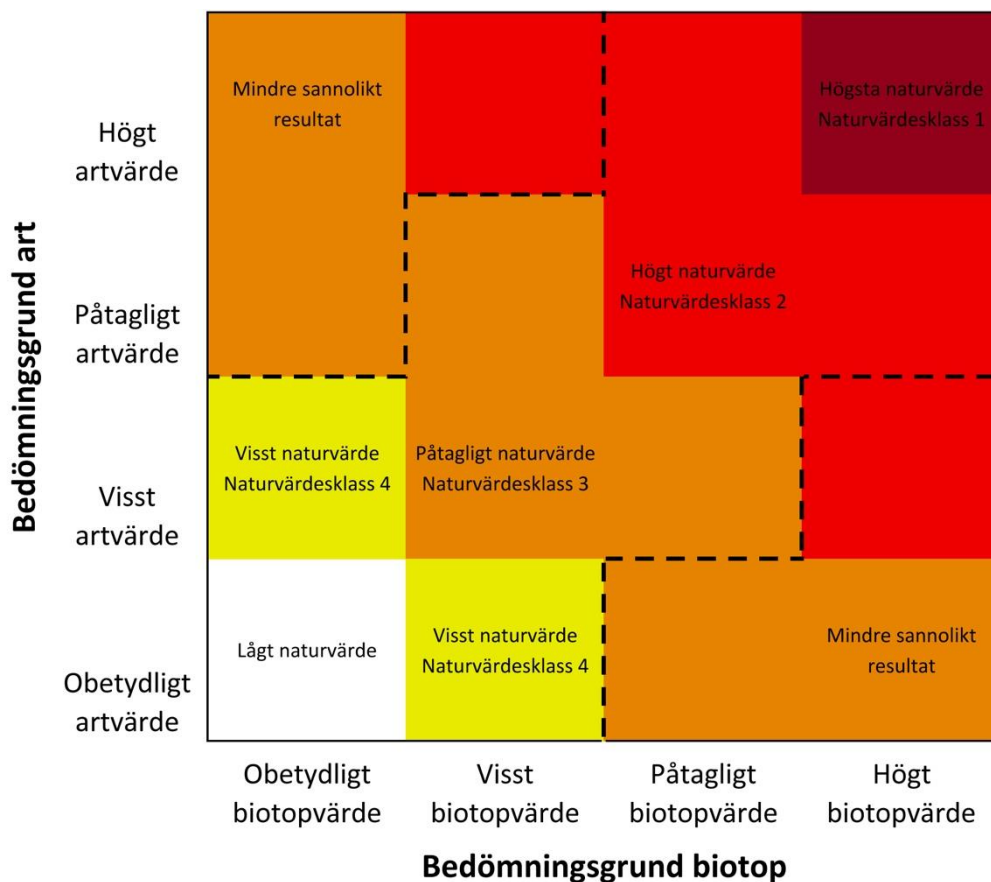 Bedömningsgrund art
Högt
artvärde
Mindre sannolikt
resultat
Högsta naturvärde
Naturvärdesklass 1
Påtagligt
artvärde
Högt naturvärde
Naturvärdesklass 2
Visst
artvärde
Visst naturvärde
Naturvärdesklass 4
Påtagligt naturvärde
Naturvärdesklass 3
Obetydligt
artvärde
Lågt naturvärde
Visst naturvärde
Naturvärdesklass 4
Mindre sannolikt
resultat
Obetydligt
biotopvärde
Visst
biotopvärde
Påtagligt
biotopvärde
Högt
biotopvärde
Bedömningsgrund biotop